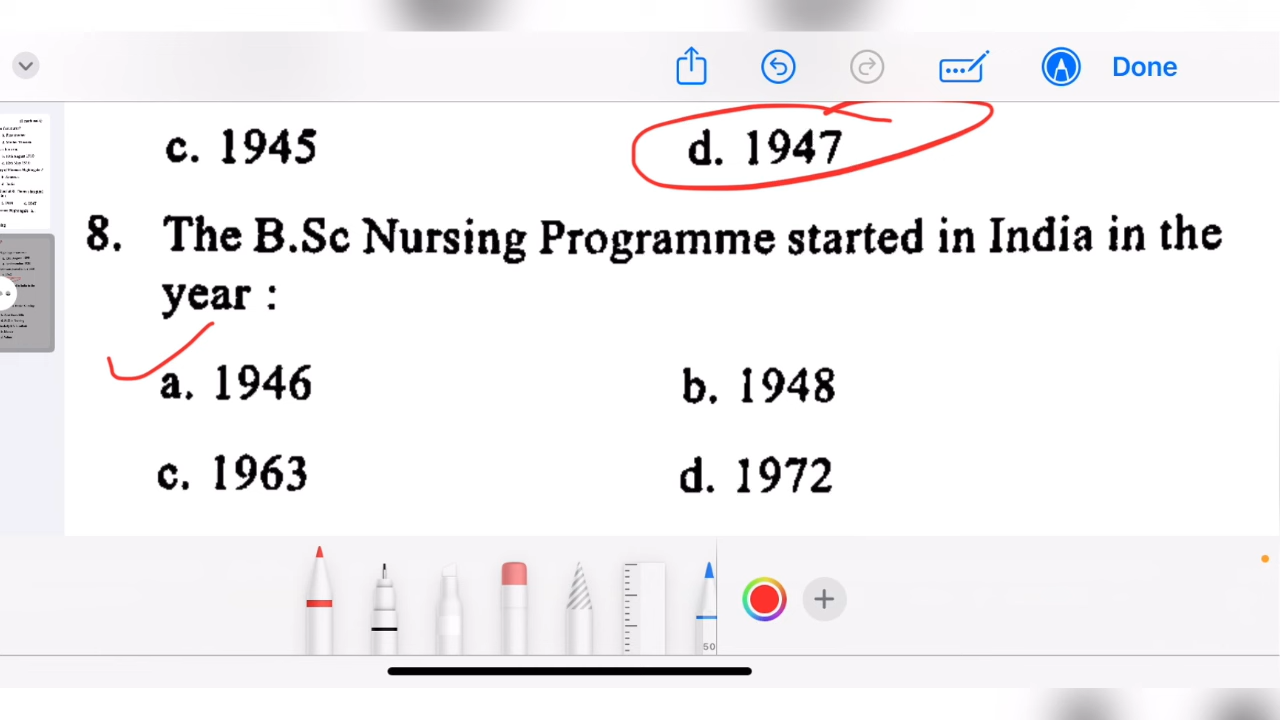 Done
c. 1945 d. 1947
8. The B.Sc Nursing Programme started in India in the
year :
a. 1946 b. 1948
c. 1963 d. 1972
50